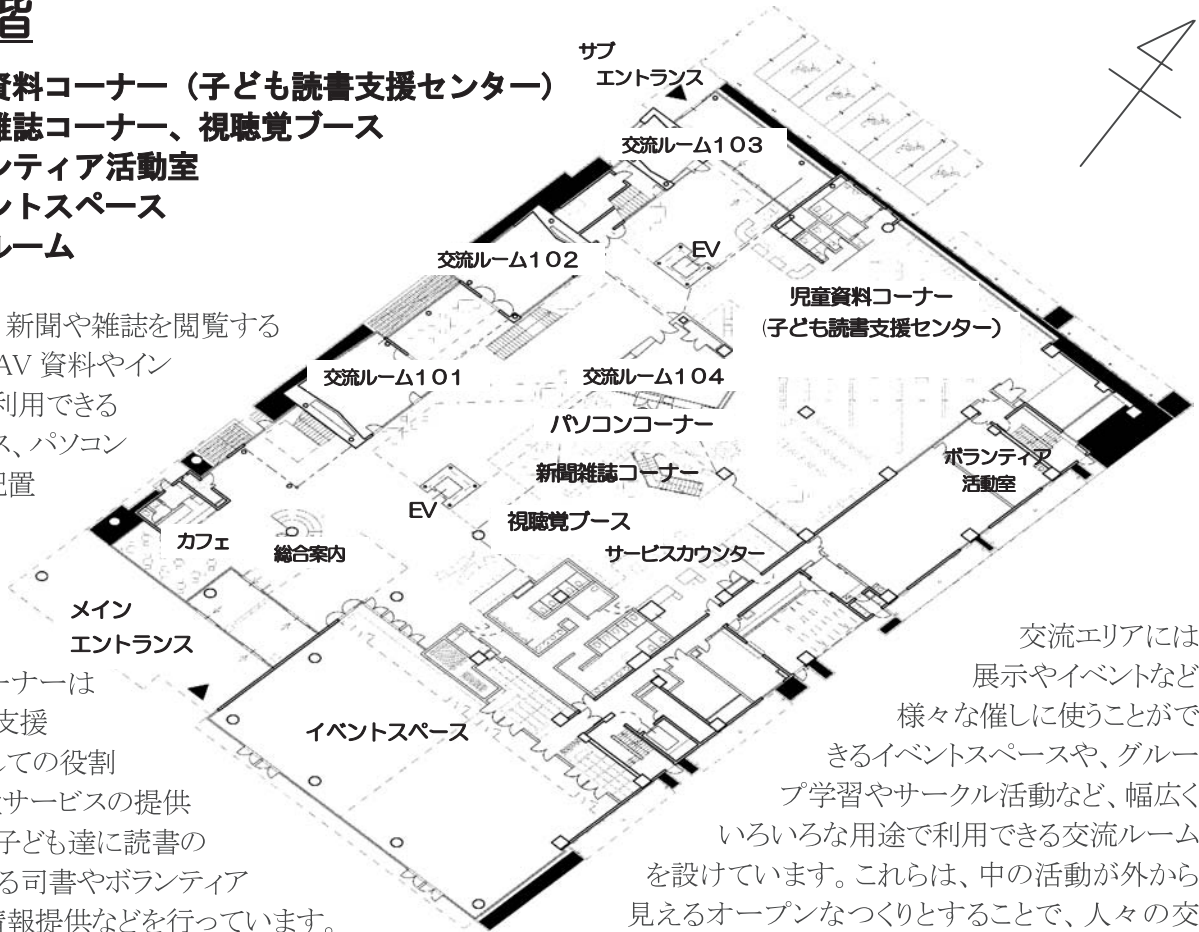 階
資料コーナー（子ども読書支援センター）
雑誌コーナー、視聴覚ブース
ンティア活動室
ントスペース
ルーム
新聞や雑誌を閲覧する
AV 資料やイン
利用できる
ス、パソコン
配置
サブ
エントランス
交流ルーム103
交流ルーム102
EV
児童資料コーナー
(子ども読書支援センター)
交流ルーム101
交流ルーム104
パソコンコーナー
新聞雑誌コーナー
ボランティア
活動室
EV
視聴覚ブース
カフェ
総合案内
サービスカウンター
メイン
エントランス
イベントスペース
ーナーは
支援
しての役割
サービスの提供
子ども達に読書の
る司書やボランティア
情報提供などを行っています。
交流エリアには
展示やイベントなど
様々な催しに使うことがで
きるイベントスペースや、グルー
プ学習やサークル活動など、幅広く
いろいろな用途で利用できる交流ルーム
を設けています。これらは、中の活動が外から
見えるオープンなつくりとすることで、人々の交